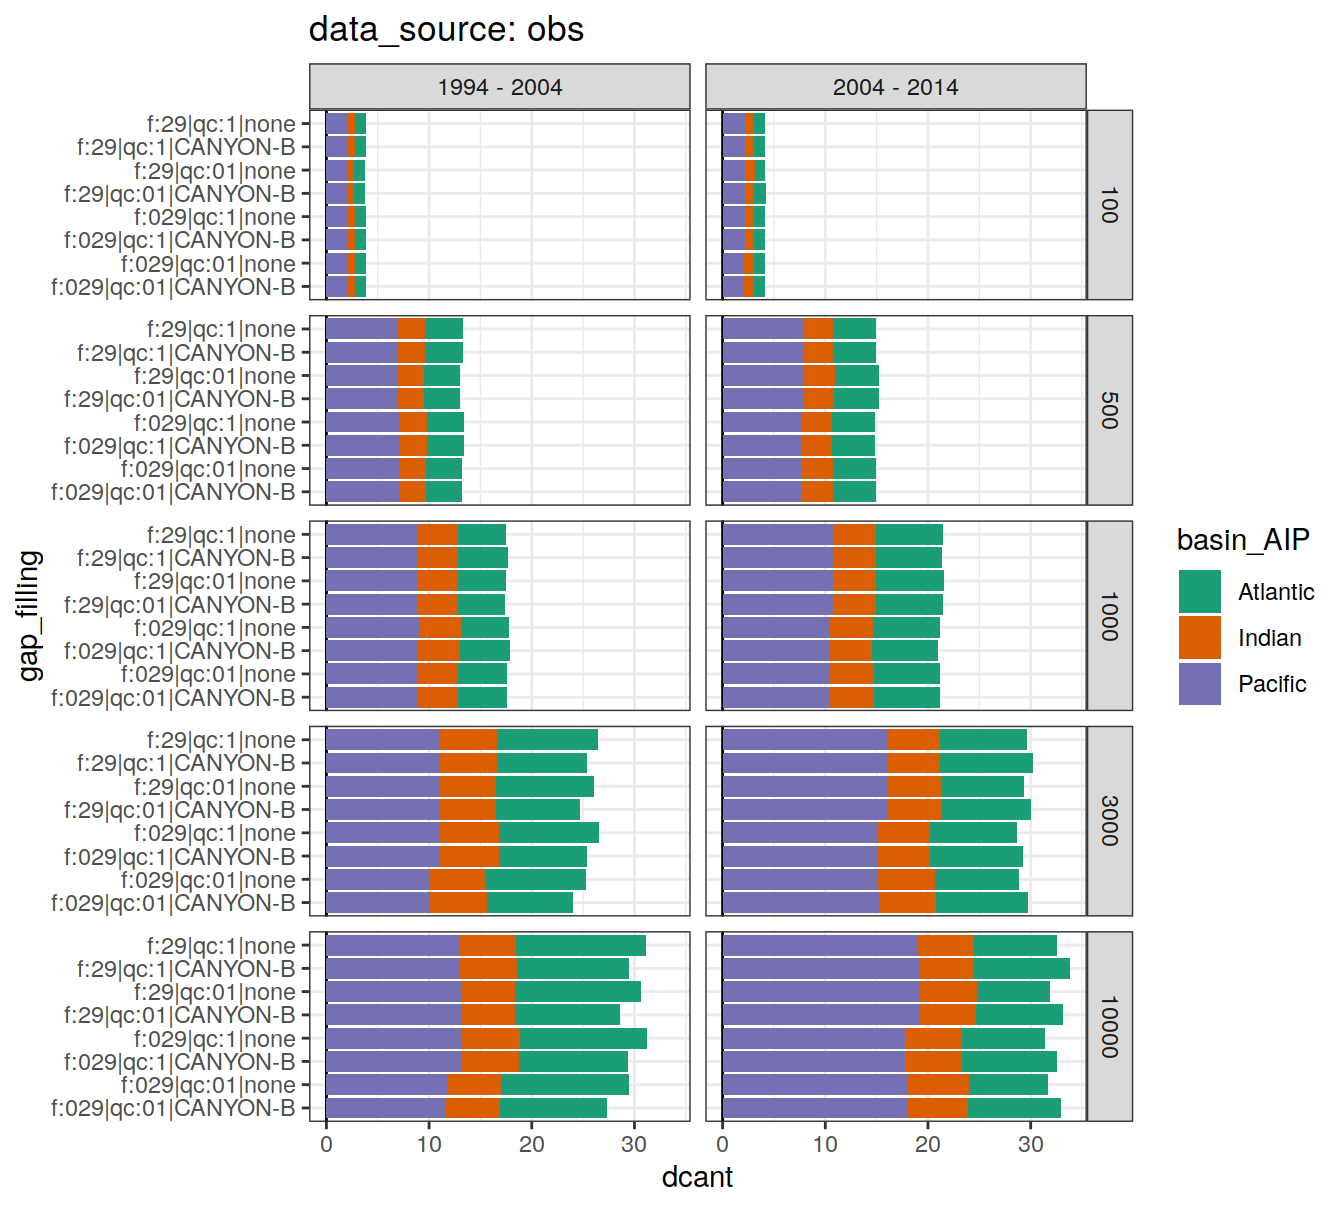 data_source: obs
1994 - 2004
2004 - 2014
f:29|qc:1|none
f:29|qc:1|CANYON-B
f:29|qc:01|none
f:29|qc:01|CANYON-B
f:029|qc:1|none
f:029|qc:1|CANYON-B
f:029|qc:01|none
f:029|qc:01|CANYON-B
100
f:29|qc:1|none
f:29|qc:1|CANYON-B
f:29|qc:01|none
f:29|qc:01|CANYON-B
f:029|qc:1|none
f:029|qc:1|CANYON-B
f:029|qc:01|none
f:029|qc:01|CANYON-B
500
f:29|qc:1|none
f:29|qc:1|CANYON-B
f:29|qc:01|none
f:29|qc:01|CANYON-B
f:029|qc:1|none
f:029|qc:1|CANYON-B
f:029|qc:01|none
f:029|qc:01|CANYON-B
1000
f:29|qc:1|none
f:29|qc:1|CANYON-B
f:29|qc:01|none
f:29|qc:01|CANYON-B
f:029|qc:1|none
f:029|qc:1|CANYON-B
f:029|qc:01|none
f:029|qc:01|CANYON-B
3000
f:29|qc:1|none
f:29|qc:1|CANYON-B
f:29|qc:01|none
f:29|qc:01|CANYON-B
f:029|qc:1|none
f:029|qc:1|CANYON-B
f:029|qc:01|none
f:029|qc:01|CANYON-B
10000
0 10 20 30
0 10 20 30
dcant
gap_filling
basin_AIP
Atlantic
Indian
Pacific